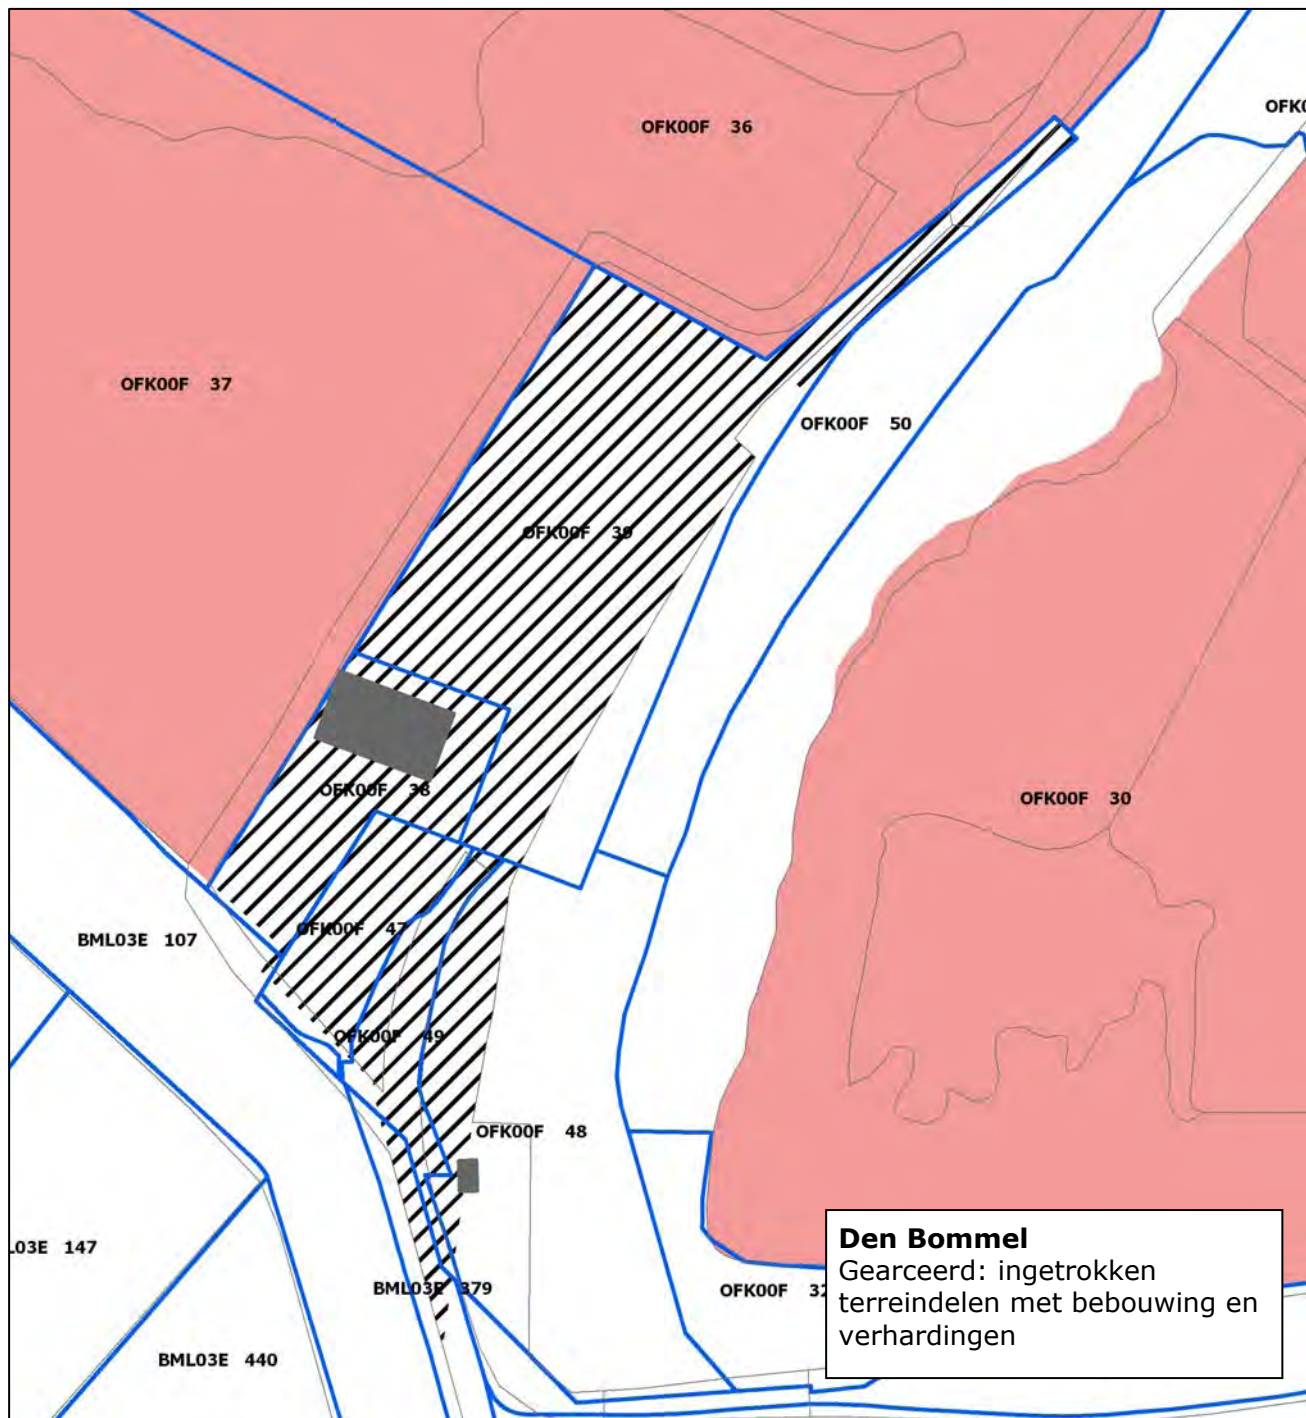 OFK0
OFK00F 36
OFK00F 37
OFK00F 50
OFK00F 39
OFK00F 38
OFK00F 30
OFK00F 47
BML03E 107
OFK00F 49
OFK00F 48
.03E 147
BML03E 379
OFK00F 32
BML03E 440
Den Bommel
Gearceerd: ingetrokken
terreindelen met bebouwing en
verhardingen